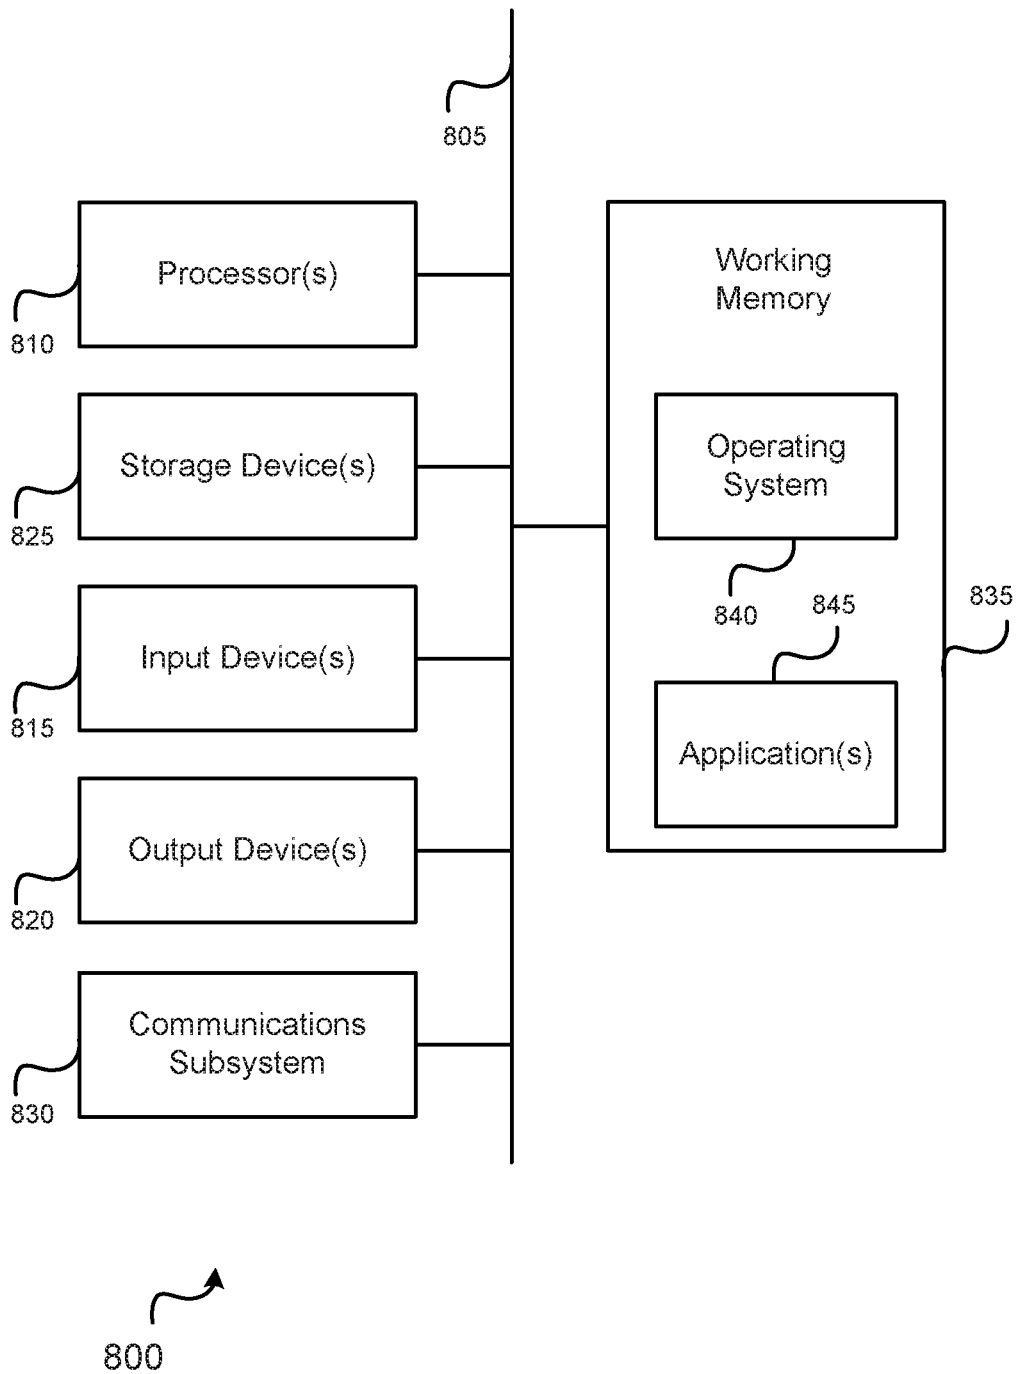 805
Processor(s)
810
Storage Device(s)
825
Input Device(s)
815
Output Device(s)
820
Communications
Subsystem
830
Working
Memory
Operating
System
840
845
835
Application(s)
800